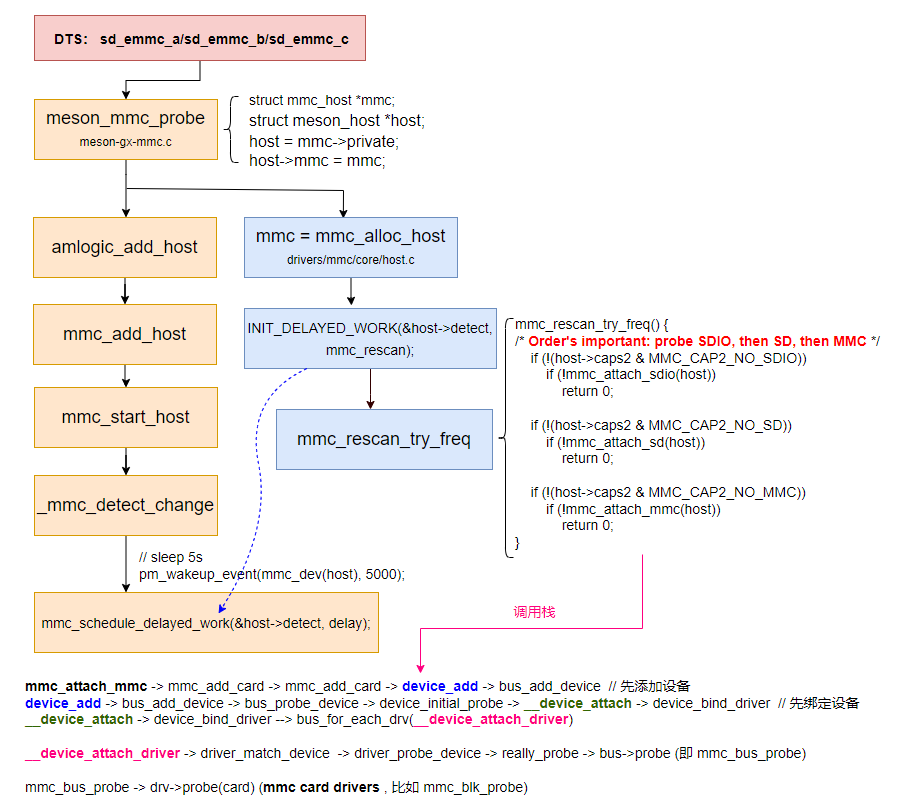 DTS: sd_emmc_a/sd_emmc_b/sd_emmc_c
meson_mmc_probe
meson-gx-mmc.c
struct mmc_host *mmc;
struct meson_host *host;
host = mmc->private;
host->mmc = mmc;
amlogic_add_host
mmc = mmc_alloc_host
drivers/mmc/core/host.c
mmc_add_host
INIT_DELAYED_WORK(&host->detect,
mmc_rescan);
mmc_start_host
mmc_rescan_try_freq
mmc_rescan_try_freq() {
/* Order's important: probe SDIO, then SD, then MMC */
if (!(host->caps2 & MMC_CAP2_NO_SDIO))
if (!mmc_attach_sdio(host))
return 0;
if (!(host->caps2 & MMC_CAP2_NO_SD))
if (!mmc_attach_sd(host))
return 0;
if (!(host->caps2 & MMC_CAP2_NO_MMC))
if (!mmc_attach_mmc(host))
return 0;
}
_mmc_detect_change
// sleep 5s
pm_wakeup_event(mmc_dev(host), 5000);
mmc_schedule_delayed_work(&host->detect, delay);
调用栈
mmc_attach_mmc -> mmc_add_card -> mmc_add_card -> device_add -> bus_add_device // 先添加设备
device_add -> bus_add_device -> bus_probe_device -> device_initial_probe -> __device_attach -> device_bind_driver // 先绑定设备
__device_attach -> device_bind_driver --> bus_for_each_drv(__device_attach_driver)
__device_attach_driver -> driver_match_device -> driver_probe_device -> really_probe -> bus->probe (即 mmc_bus_probe)
mmc_bus_probe -> drv->probe(card) (mmc card drivers , 比如 mmc_blk_probe)